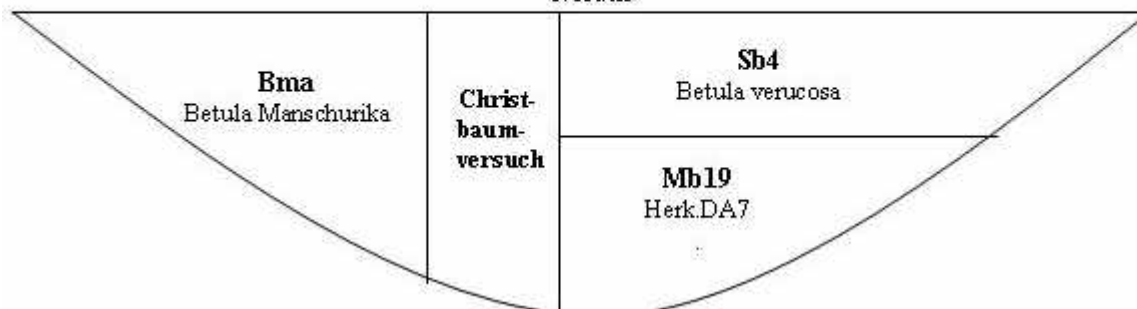 Bma
Betula Manschurika
Christ-
baum-
versuch
Sb4
Betula verucosa
Mb19
Herk.DA7